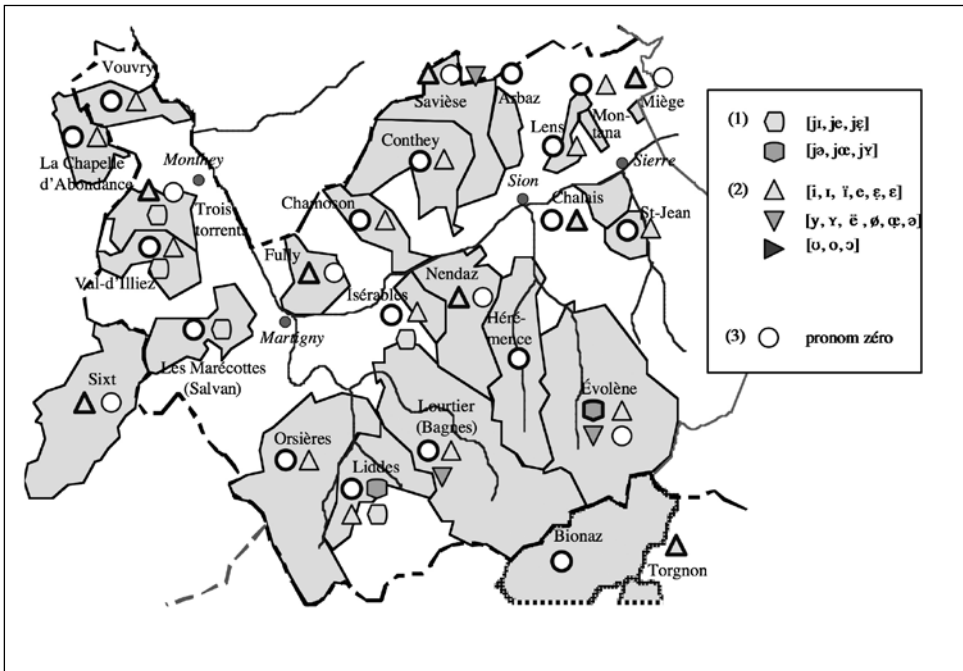 Vouvry
La Chapelle
d'Abondance
Monthey
Trois
torrents
Val-d'Illiez
Les Marécottes
(Salvan)
Sixt
Martigny
Fully
Chamoson
Conthey
Savièse
Arbaz
Lens
Mon-
tana
Miège
Sierre
Sion
Chalais
St-Jean
Isérables
Nendaz
Héré-
mence
Évolène
Lourtier
(Bagnes)
Orsières
Liddes
Bionaz
Torgnon
(1) [jɪ, je, jɛ̣]
[jə, jœ, jʏ]
(2) [i, ɪ, ï, e, ɛ̣, ɛ]
[y, ʏ, ë, ø, œ̣, ə]
[ʊ, o, ɔ]
(3) pronom zéro